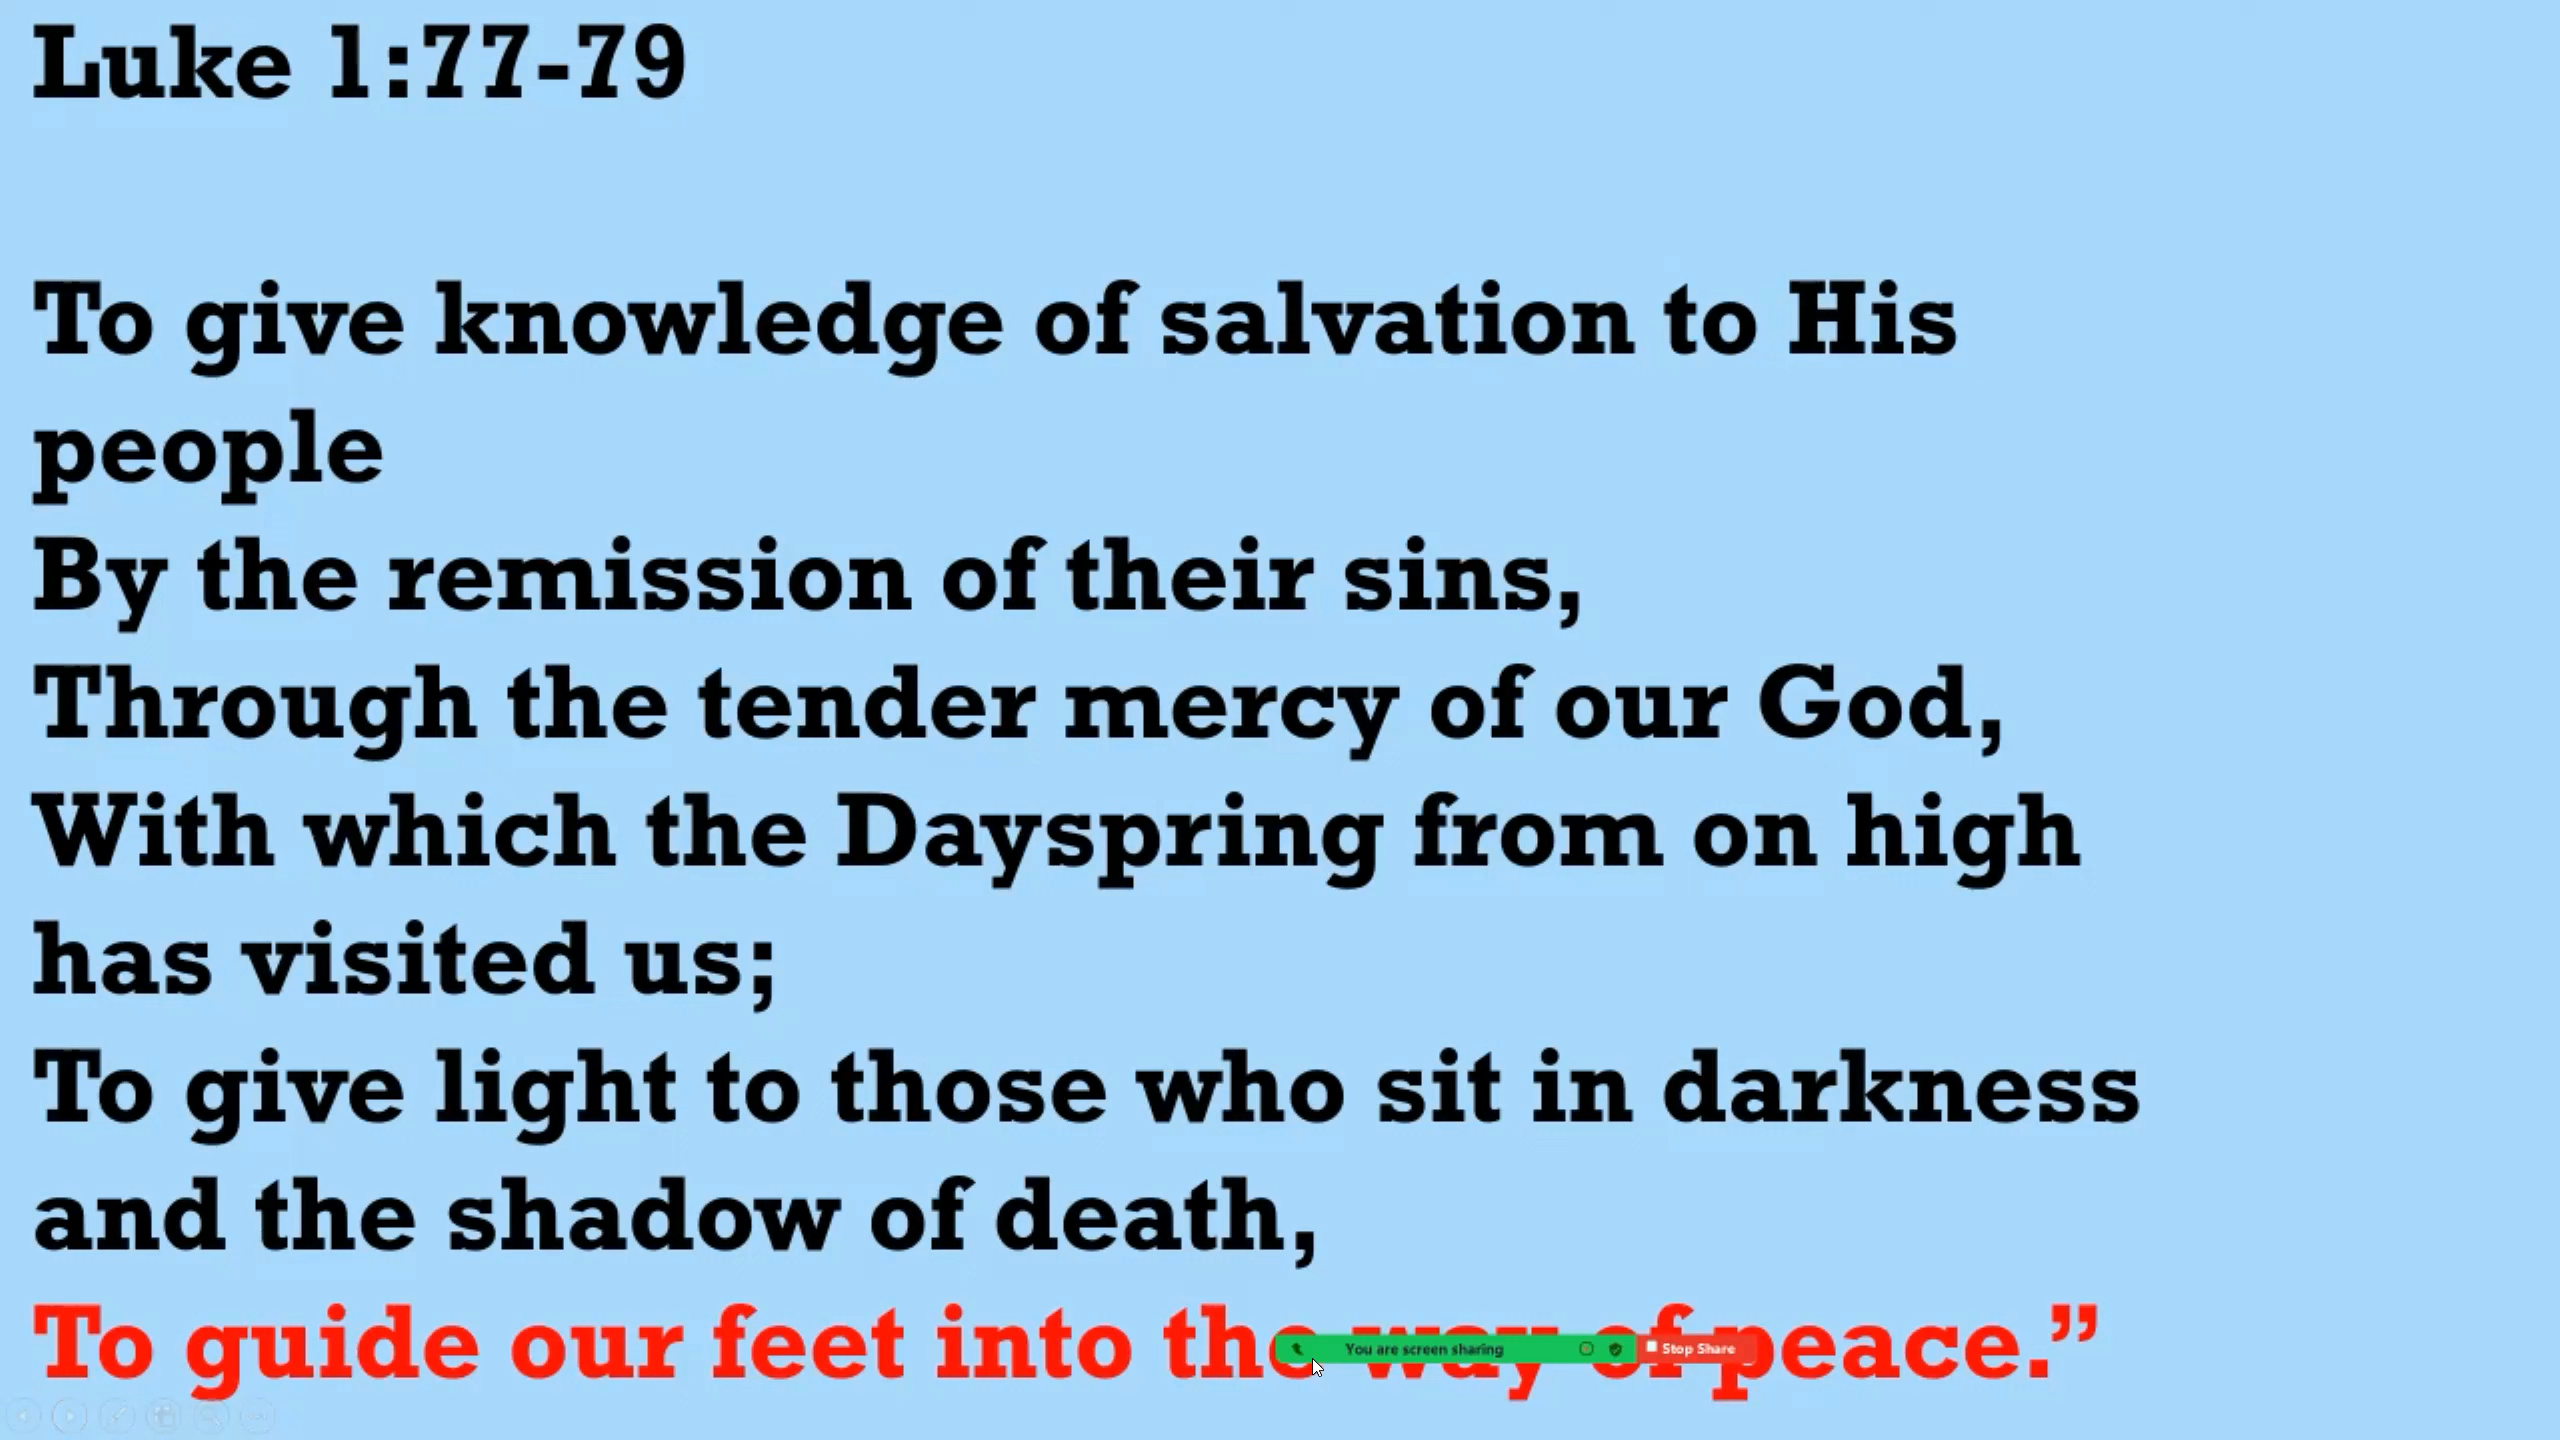 Luke 1:77-79
To give knowledge of salvation to His
people
By the remission of their sins,
Through the tender mercy of our God,
With which the Dayspring from on high
has visited us;
To give light to those who sit in darkness
and the shadow of death,
To guide our feet into the way of peace.”
You are screen sharing
Stop Share